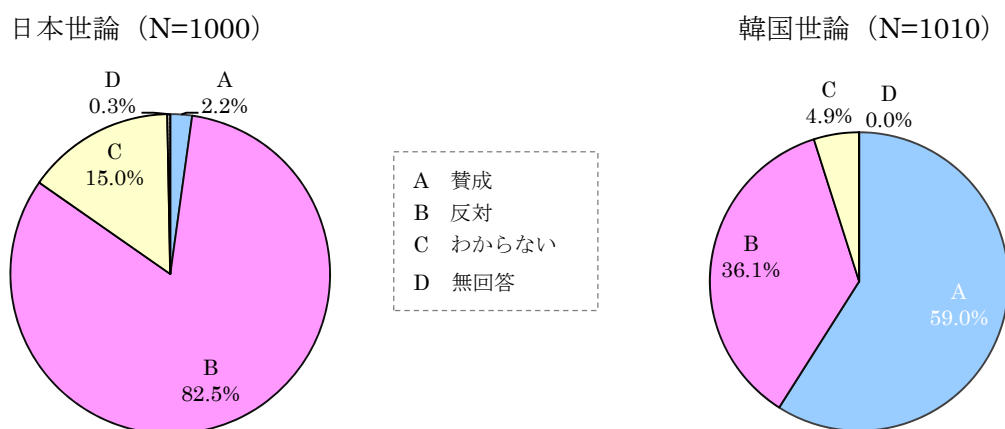 日本世論（N=1000）
韓国世論（N=1010）
D
0.3%
A
2.2%
C
15.0%
B
82.5%
A 賛成
B 反対
C わからない
D 無回答
C
4.9%
D
0.0%
B
36.1%
A
59.0%